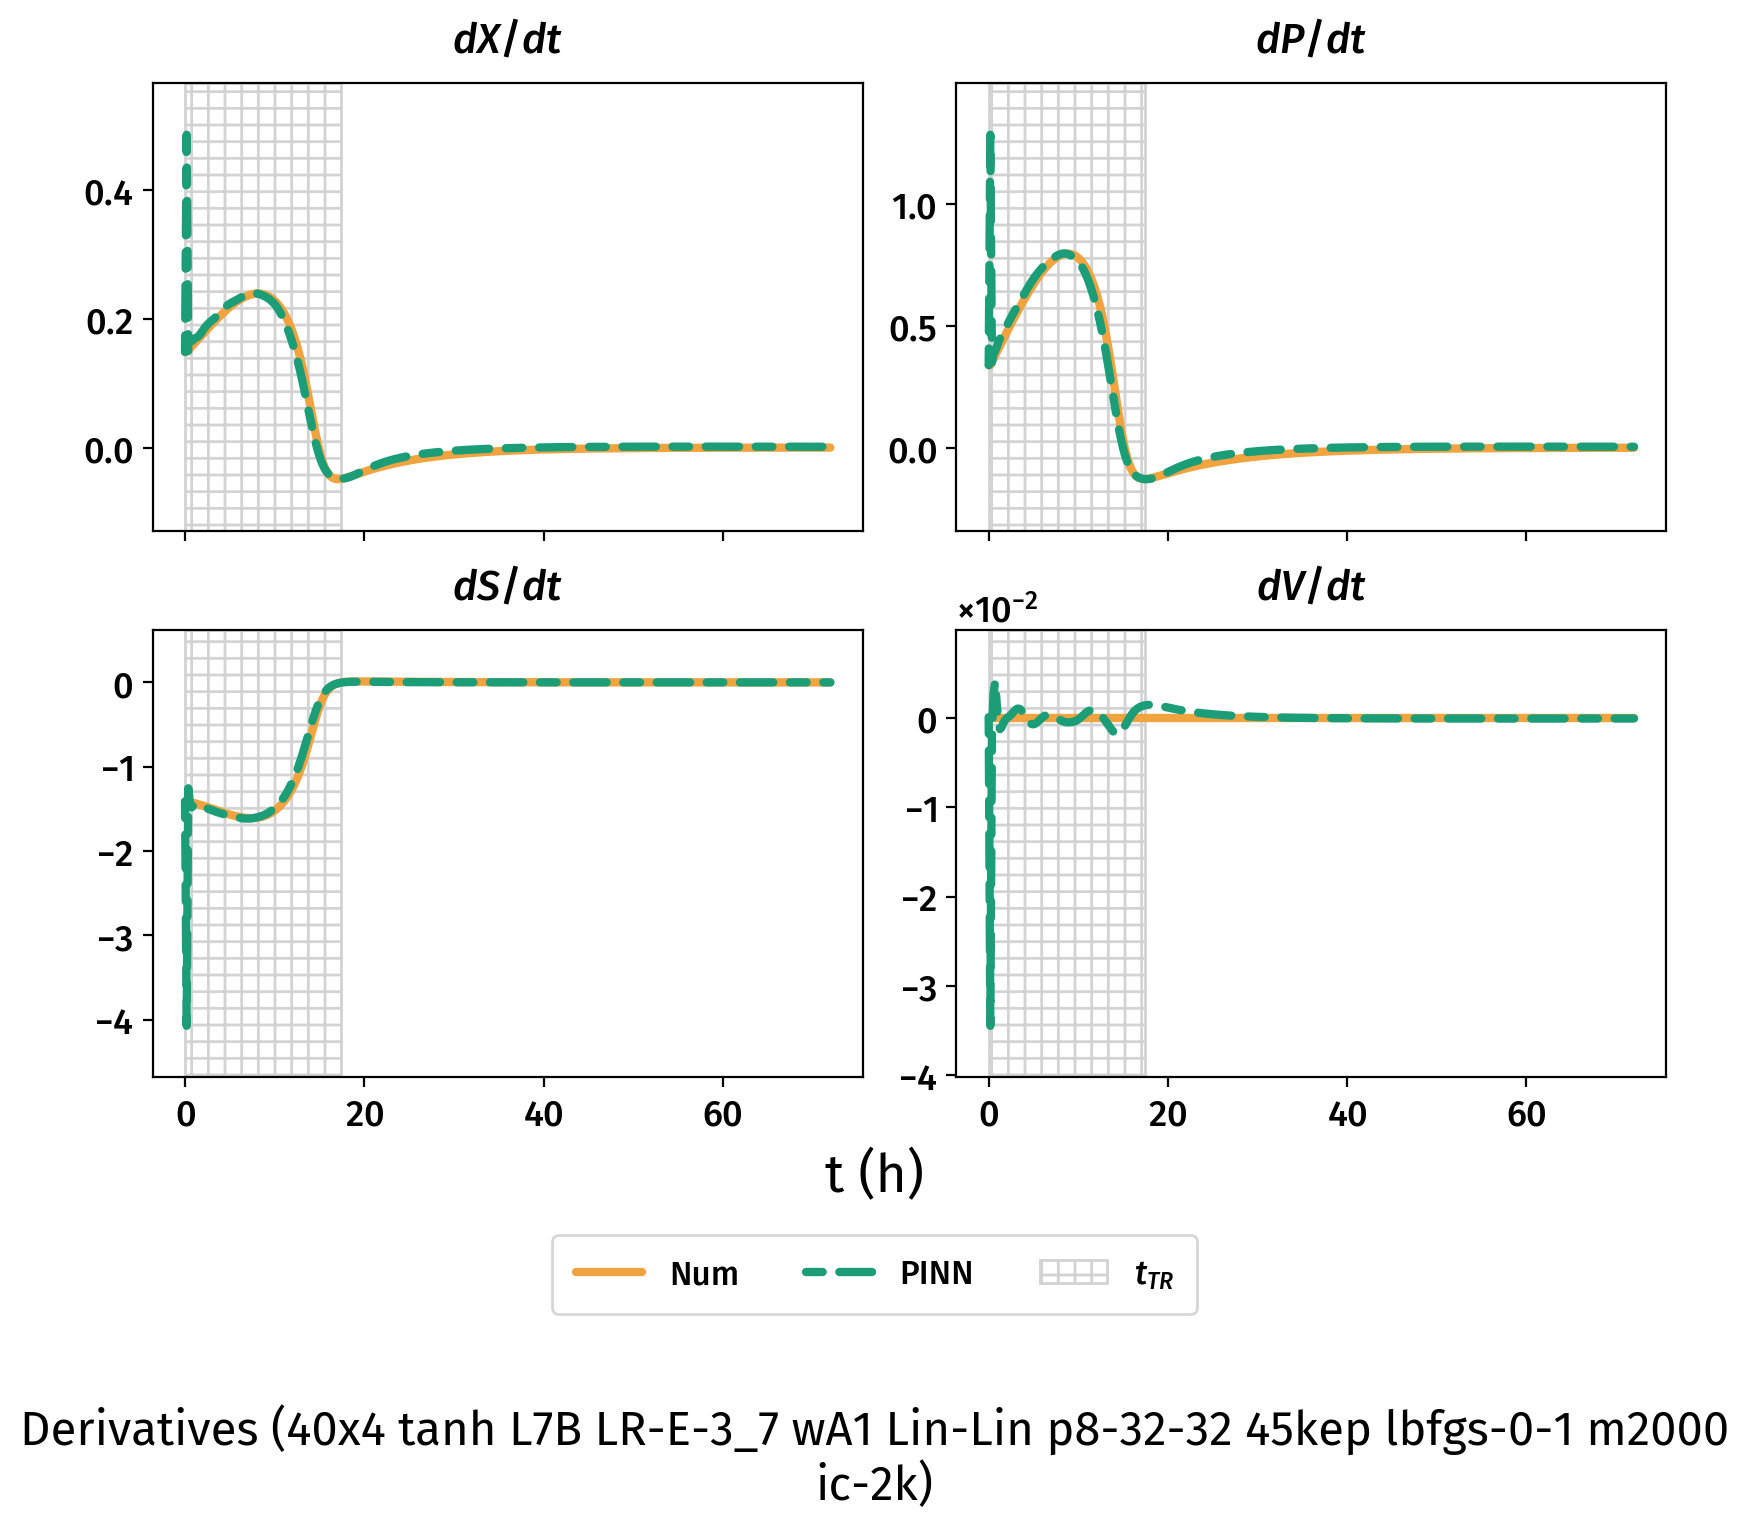 dX/dt
dP/dt
0.4
0.2
0.0
1.0
0.5
0.0
dS/dt
dV/dt
×10⁻²
0
−1
−2
−3
−4
0
−1
−2
−3
−4
0 20 40 60
0 20 40 60
t (h)
Num PINN t_TR
Derivatives (40x4 tanh L7B LR-E-3_7 wA1 Lin-Lin p8-32-32 45kep lbfgs-0-1 m2000
ic-2k)